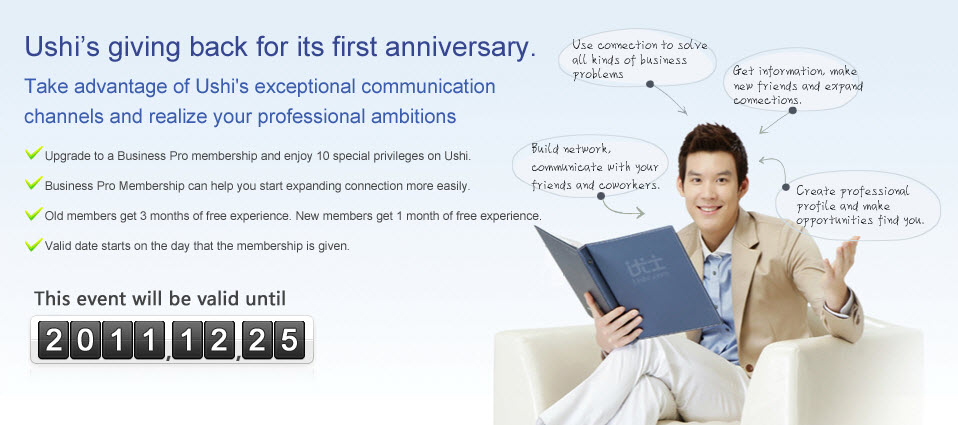 Ushi's giving back for its first anniversary.
Take advantage of Ushi's exceptional communication
channels and realize your professional ambitions
Upgrade to a Business Pro membership and enjoy 10 special privileges on Ushi.
Business Pro Membership can help you start expanding connection more easily.
Old members get 3 months of free experience. New members get 1 month of free experience.
Valid date starts on the day that the membership is given.
This event will be valid until
2011,12,25
Use connection to solve
all kinds of business
problems
Get information, make
new friends and expand
connections.
Build network,
communicate with your
friends and coworkers.
Create professional
profile and make
opportunities find you.